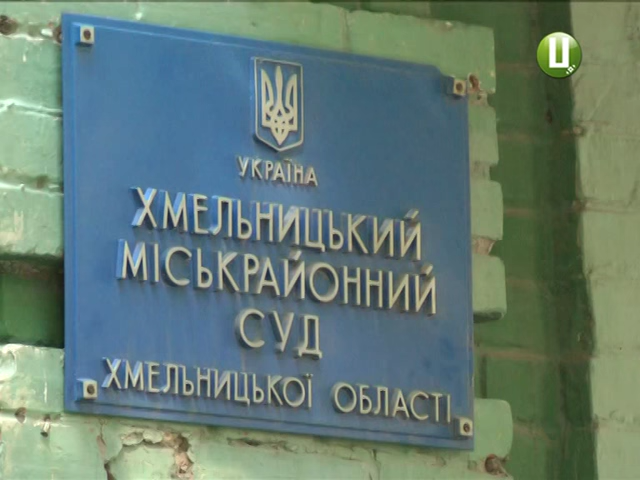 УКРАЇНА
ХМЕЛЬНИЦЬКИЙ
МІСЬКРАЙОННИЙ
СУД
ХМЕЛЬНИЦЬКОЇ ОБЛАСТІ
Ц